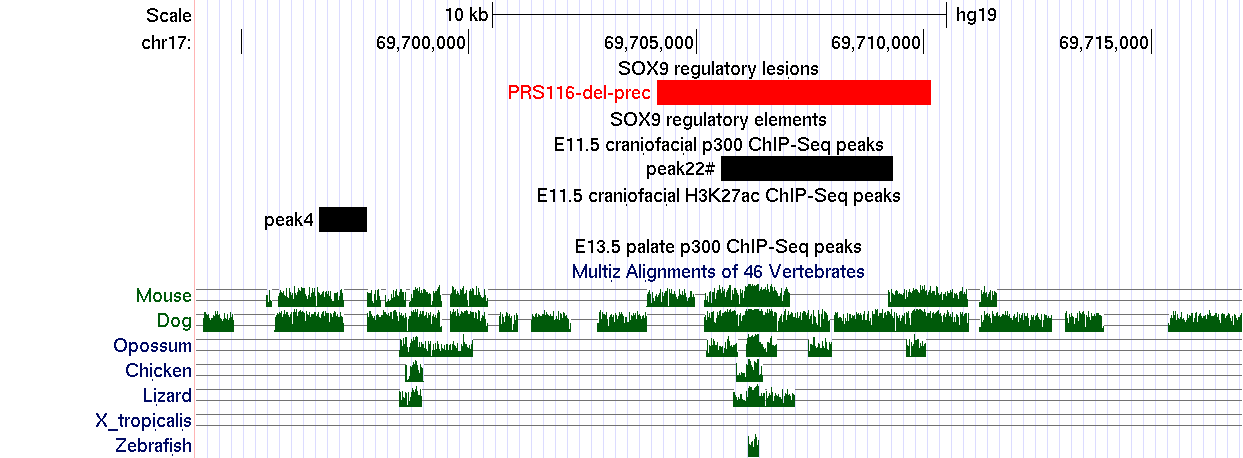 Scale 10 kb hg19
chr17: 69,700,000 69,705,000 69,710,000 69,715,000
SOX9 regulatory lesions
PRS116-del-prec
SOX9 regulatory elements
E11.5 craniofacial p300 ChIP-Seq peaks
peak22#
E11.5 craniofacial H3K27ac ChIP-Seq peaks
peak4
E13.5 palate p300 ChIP-Seq peaks
Multiz Alignments of 46 Vertebrates
Mouse
Dog
Opossum
Chicken
Lizard
X_tropicalis
Zebrafish